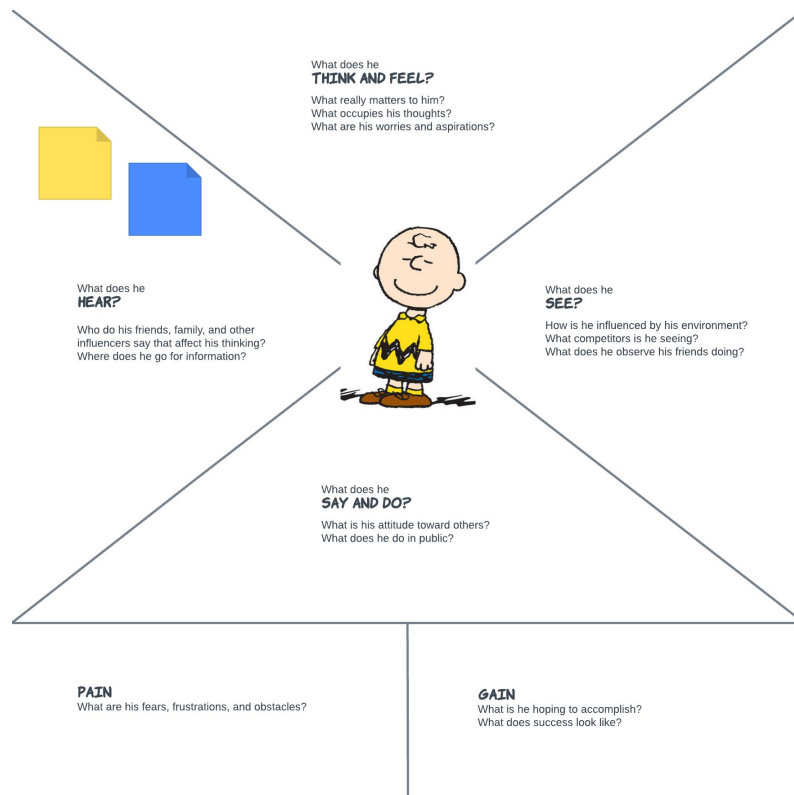 What does he
THINK AND FEEL?
What really matters to him?
What occupies his thoughts?
What are his worries and aspirations?
What does he
HEAR?
Who do his friends, family, and other
influencers say that affect his thinking?
Where does he go for information?
What does he
SEE?
How is he influenced by his environment?
What competitors is he seeing?
What does he observe his friends doing?
What does he
SAY AND DO?
What is his attitude toward others?
What does he do in public?
PAIN
What are his fears, frustrations, and obstacles?
GAIN
What is he hoping to accomplish?
What does success look like?